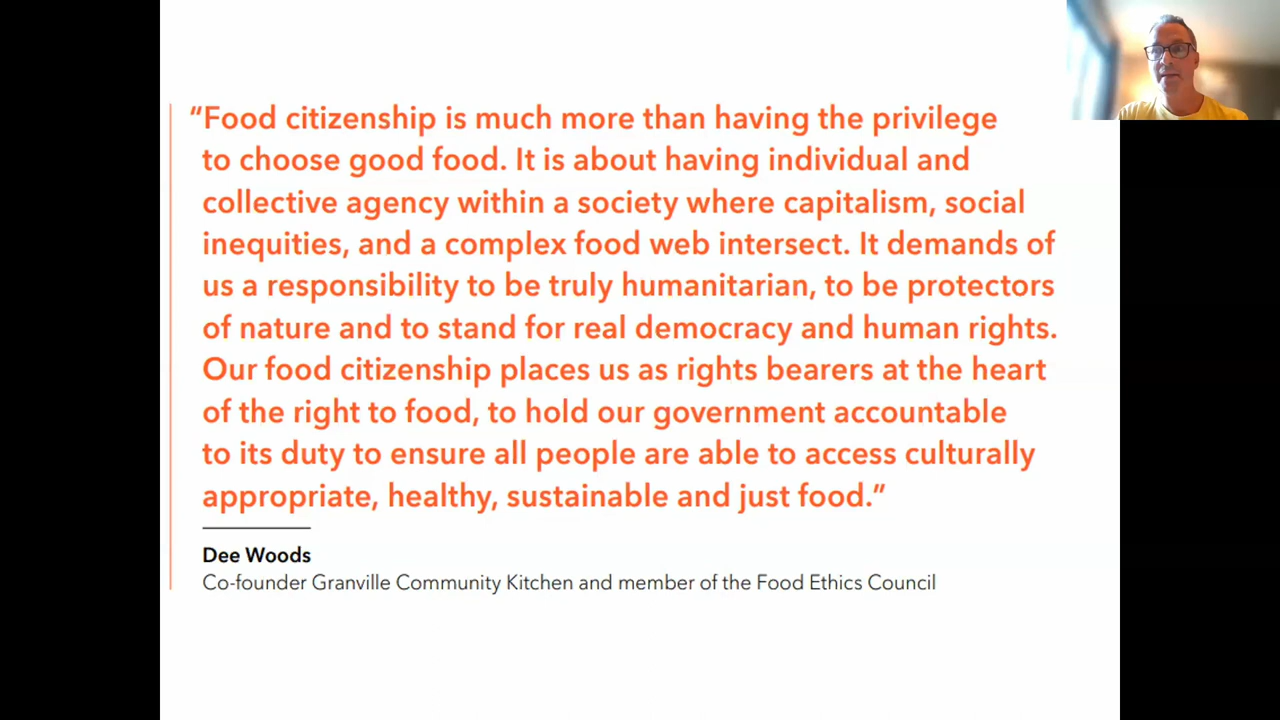 “Food citizenship is much more than having the privilege
to choose good food. It is about having individual and
collective agency within a society where capitalism, social
inequities, and a complex food web intersect. It demands of
us a responsibility to be truly humanitarian, to be protectors
of nature and to stand for real democracy and human rights.
Our food citizenship places us as rights bearers at the heart
of the right to food, to hold our government accountable
to its duty to ensure all people are able to access culturally
appropriate, healthy, sustainable and just food.”
Dee Woods
Co-founder Granville Community Kitchen and member of the Food Ethics Council